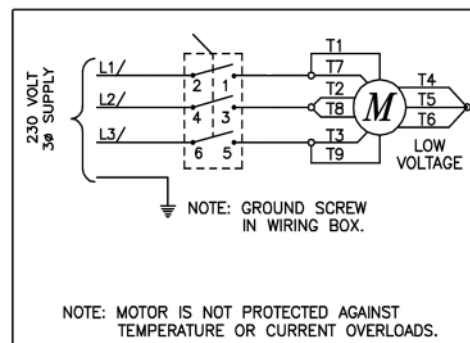 230 VOLT
3ø SUPPLY
L1/
L2/
L3/
2 1
4 3
6 5
T1
T7
T2
T8
T3
T9
M
T4
T5
T6
LOW
VOLTAGE
NOTE: GROUND SCREW
IN WIRING BOX.
NOTE: MOTOR IS NOT PROTECTED AGAINST
TEMPERATURE OR CURRENT OVERLOADS.